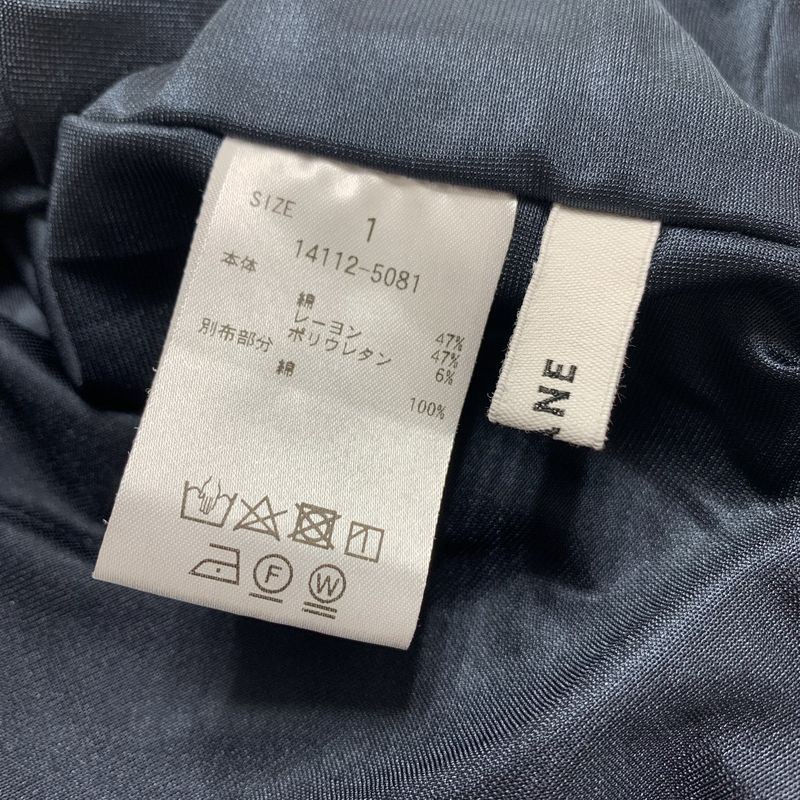 SIZE 1
14112-5081
本体
綿 47%
レーヨン 47%
ポリウレタン 6%
別布部分
綿 100%
F W
ANE